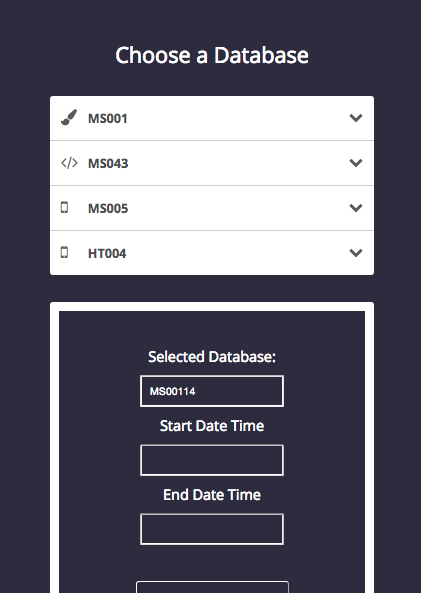 Choose a Database
MS001
MS043
MS005
HT004
Selected Database:
MS00114
Start Date Time
End Date Time